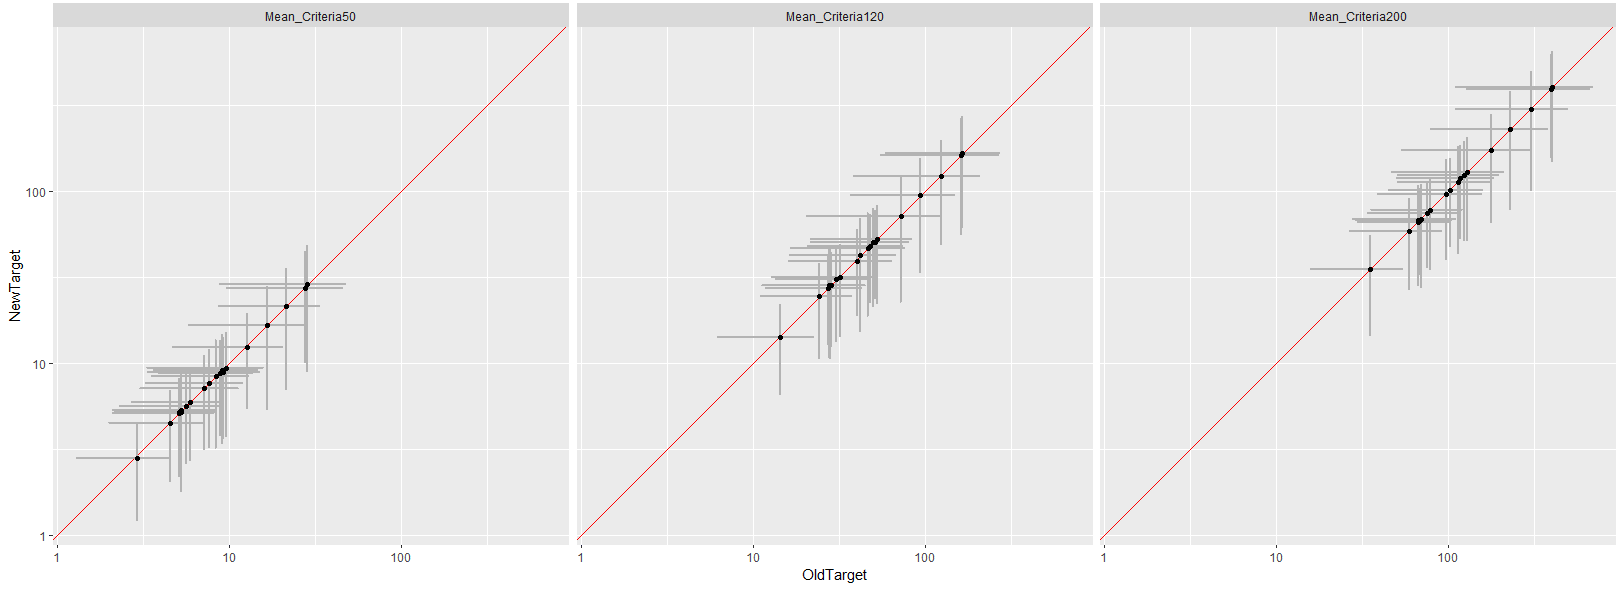 Mean_Criteria50 Mean_Criteria120 Mean_Criteria200
NewTarget
100
10
1
1 10 100 1 10 100 1 10 100
OldTarget